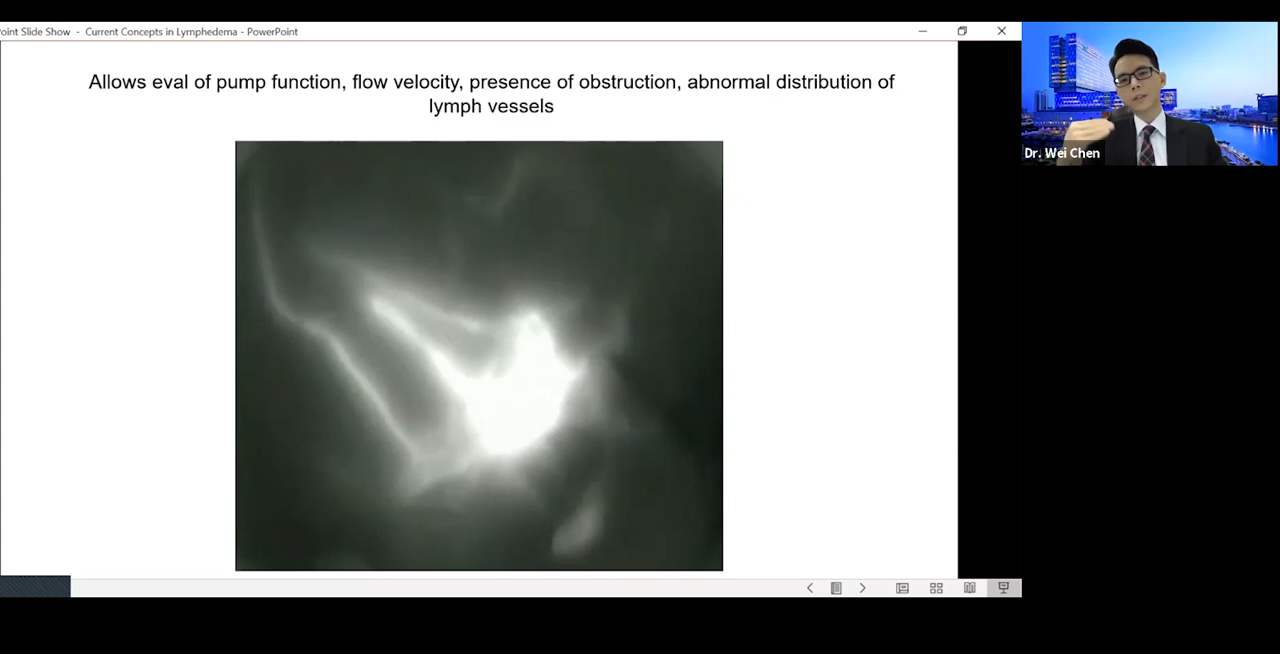 oint Slide Show - Current Concepts in Lymphedema - PowerPoint
Allows eval of pump function, flow velocity, presence of obstruction, abnormal distribution of
lymph vessels
Dr. Wei Chen